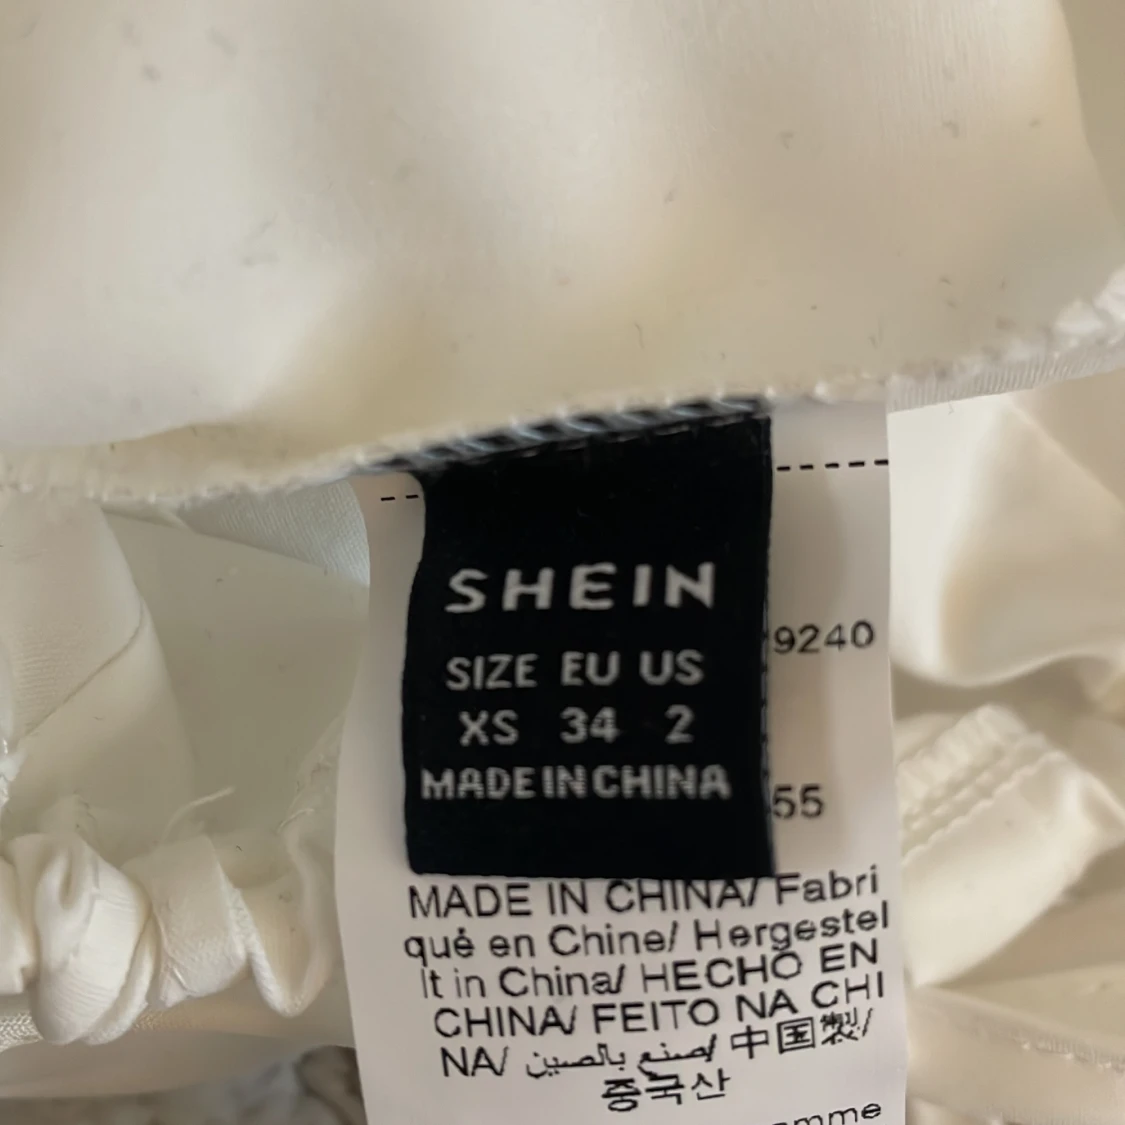 SHEIN
SIZE EU US
XS 34 2
MADE IN CHINA
9240
55
MADE IN CHINA/ Fabri
qué en Chine/ Hergestel
lt in China/ HECHO EN
CHINA/ FEITO NA CHI
NA/ صنع بالصين/ 中国製/
중국산